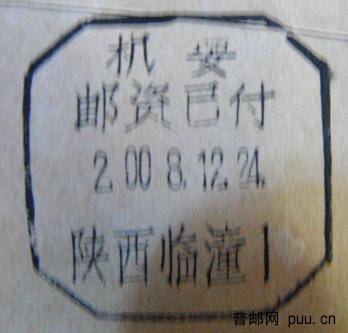 机要
邮资已付
2.00 8.12.24.
陕西临潼1
普邮网 puu.cn